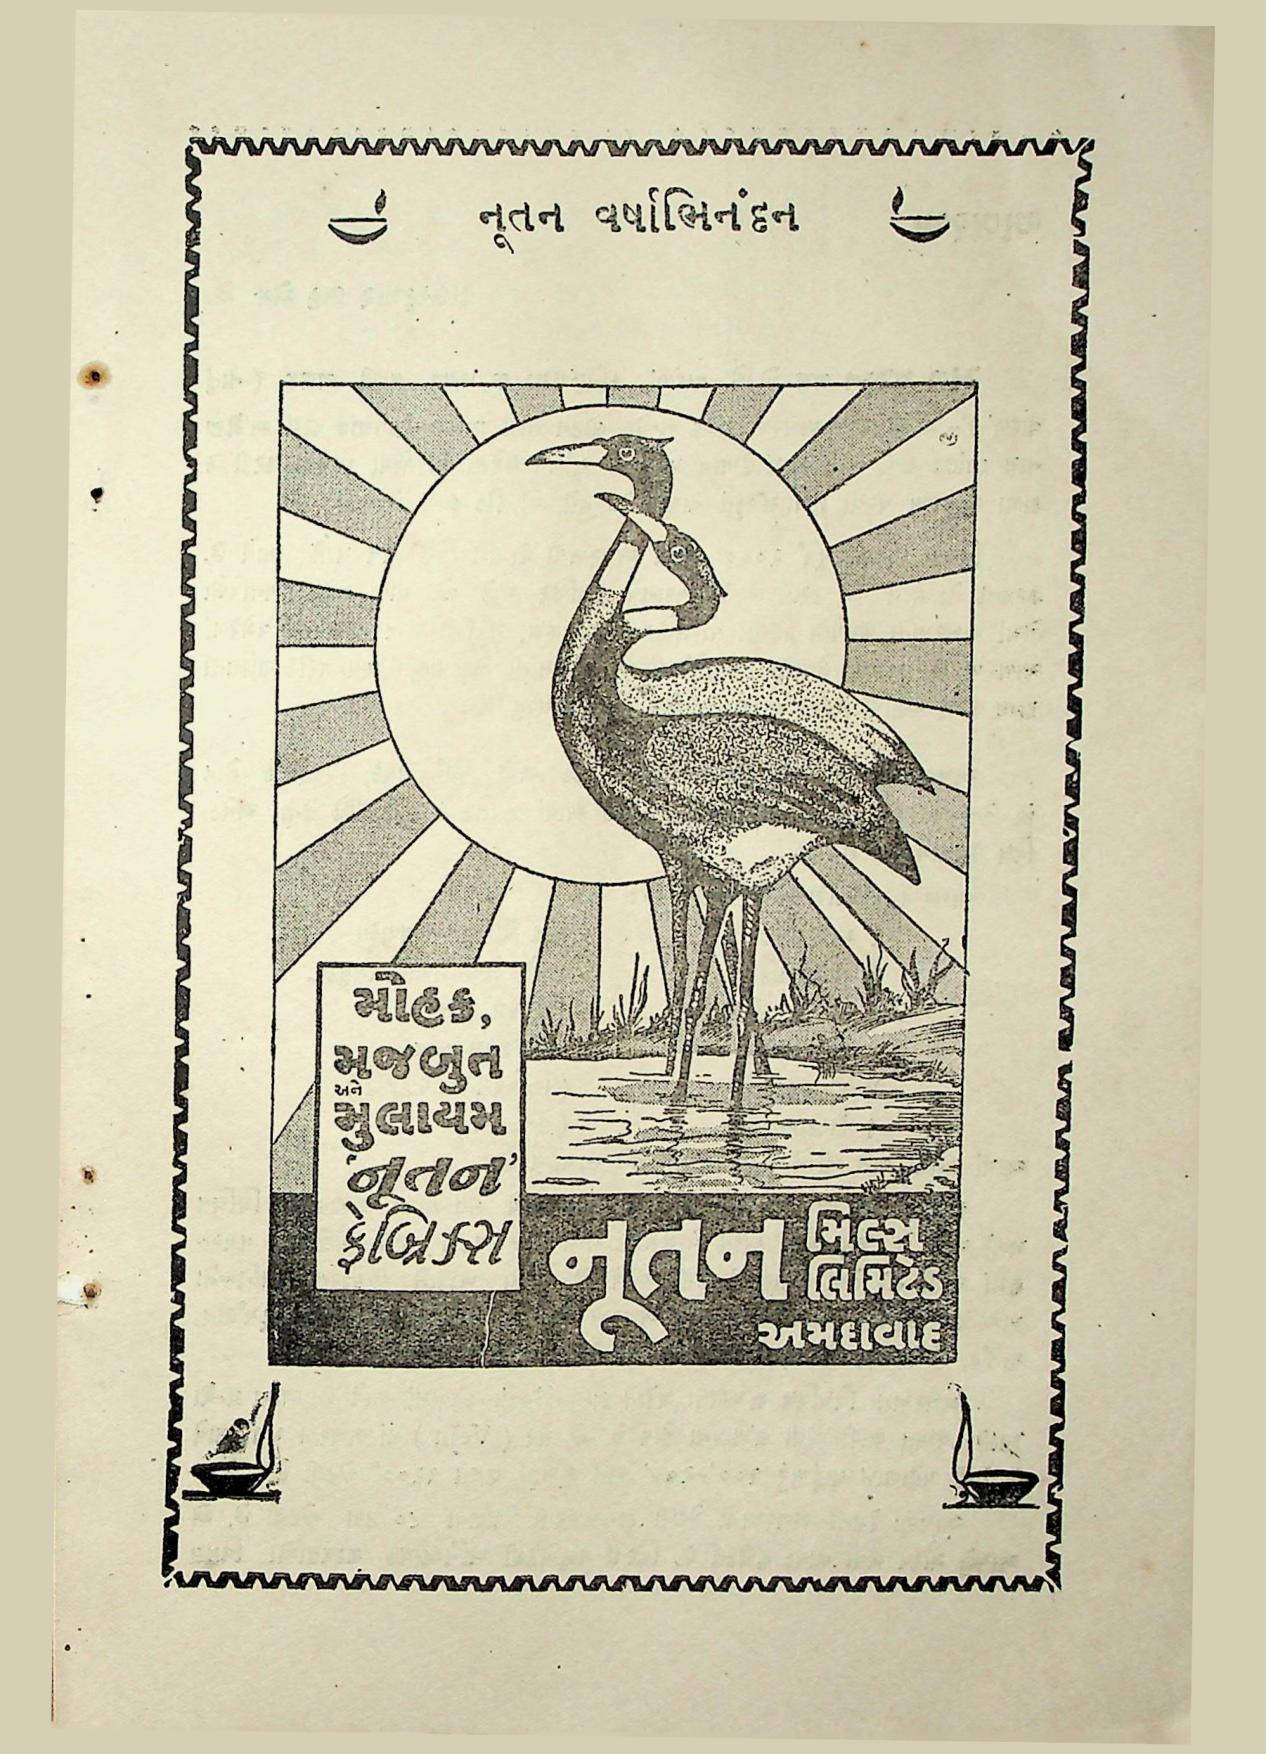 નૂતન વર્ષાભિનંદન
મોહક,
મજબુત
અને
મુલાયમ
'નૂતન'
ફેબ્રિક્સ
નૂતન મિલ્સ
લિમિટેડ
અમદાવાદ